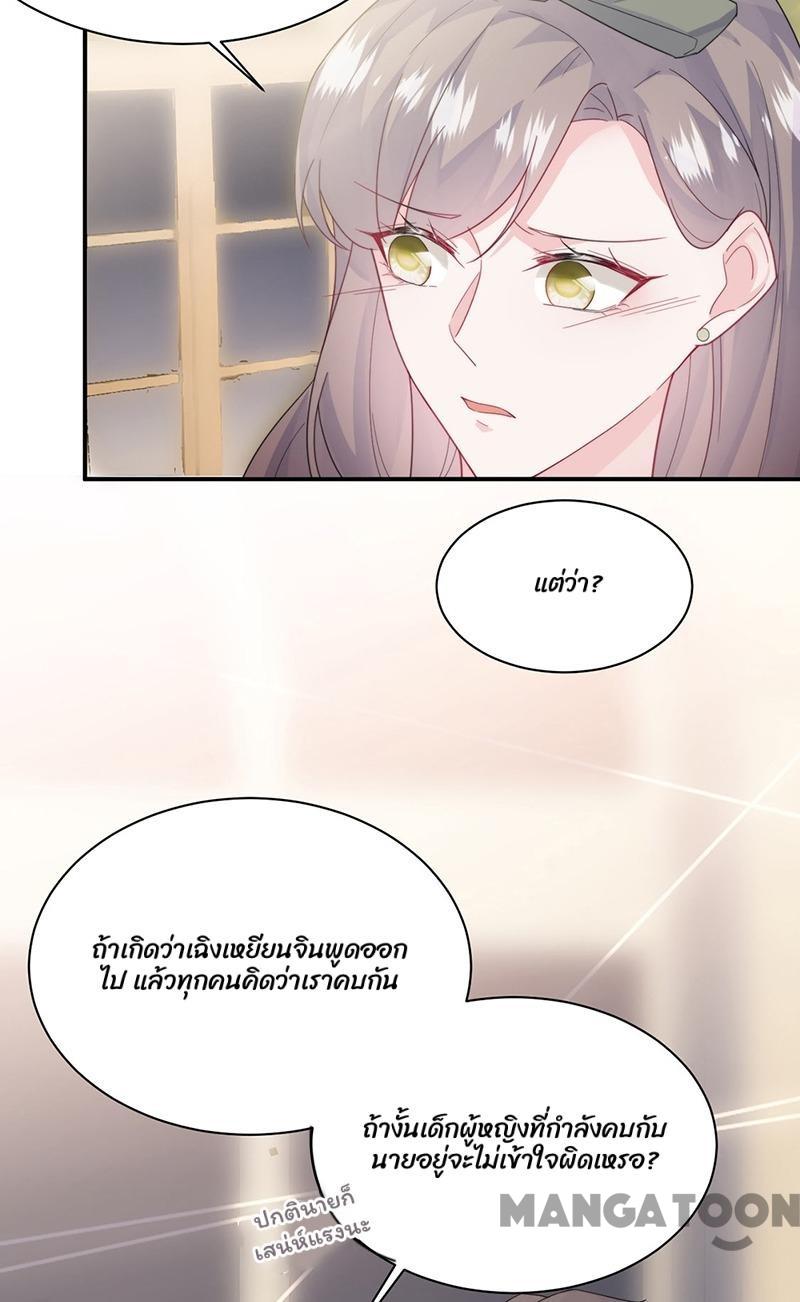 แต่ว่า?
ถ้าเกิดว่าเฉิงเหยียนจินพูดออก
ไป แล้วทุกคนคิดว่าเราคบกัน
ถ้างั้นเด็กผู้หญิงที่กำลังคบกับ
นายอยู่จะไม่เข้าใจผิดเหรอ?
ปกตินายก็
เสน่ห์แรงนะ
MANGATOON